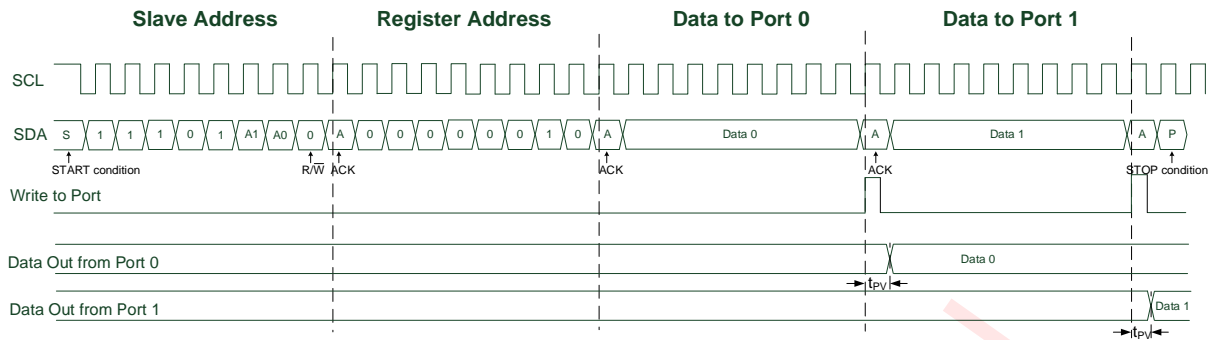 Slave Address Register Address Data to Port 0 Data to Port 1
SCL
SDA S 1 1 1 0 1 A1 A0 0 A 0 0 0 0 0 0 1 0 A Data 0 A Data 1 A P
START condition R/W ACK ACK ACK STOP condition
Write to Port
Data Out from Port 0 Data 0
tPV
Data Out from Port 1 Data 1
tPV